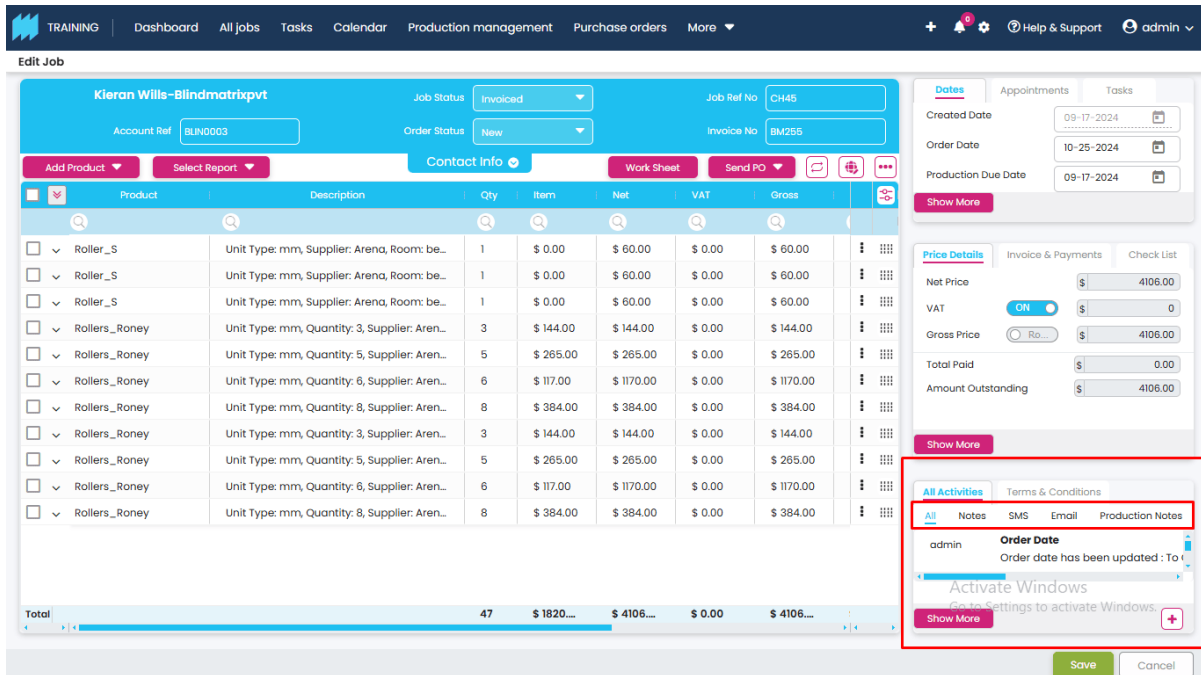 TRAINING Dashboard All jobs Tasks Calendar Production management Purchase orders More 0 Help & Support admin
Edit Job
Kieran Wills-Blindmatrixpvt Job Status Invoiced Job Ref No CH45
Account Ref BLIN0003 Order Status New Invoice No BM255
Add Product Select Report Contact Info Work Sheet Send PO
Product Description Qty Item Net VAT Gross
Roller_S Unit Type: mm, Supplier: Arena, Room: be... 1 $ 0.00 $ 60.00 $ 0.00 $ 60.00
Roller_S Unit Type: mm, Supplier: Arena, Room: be... 1 $ 0.00 $ 60.00 $ 0.00 $ 60.00
Roller_S Unit Type: mm, Supplier: Arena, Room: be... 1 $ 0.00 $ 60.00 $ 0.00 $ 60.00
Rollers_Roney Unit Type: mm, Quantity: 3, Supplier: Aren... 3 $ 144.00 $ 144.00 $ 0.00 $ 144.00
Rollers_Roney Unit Type: mm, Quantity: 5, Supplier: Aren... 5 $ 265.00 $ 265.00 $ 0.00 $ 265.00
Rollers_Roney Unit Type: mm, Quantity: 6, Supplier: Aren... 6 $ 117.00 $ 1170.00 $ 0.00 $ 1170.00
Rollers_Roney Unit Type: mm, Quantity: 8, Supplier: Aren... 8 $ 384.00 $ 384.00 $ 0.00 $ 384.00
Rollers_Roney Unit Type: mm, Quantity: 3, Supplier: Aren... 3 $ 144.00 $ 144.00 $ 0.00 $ 144.00
Rollers_Roney Unit Type: mm, Quantity: 5, Supplier: Aren... 5 $ 265.00 $ 265.00 $ 0.00 $ 265.00
Rollers_Roney Unit Type: mm, Quantity: 6, Supplier: Aren... 6 $ 117.00 $ 1170.00 $ 0.00 $ 1170.00
Rollers_Roney Unit Type: mm, Quantity: 8, Supplier: Aren... 8 $ 384.00 $ 384.00 $ 0.00 $ 384.00
Total 47 $ 1820.... $ 4106.... $ 0.00 $ 4106....
Dates Appointments Tasks
Created Date 09-17-2024
Order Date 10-25-2024
Production Due Date 09-17-2024
Show More
Price Details Invoice & Payments Check List
Net Price $ 4106.00
VAT ON $ 0
Gross Price Ro... $ 4106.00
Total Paid $ 0.00
Amount Outstanding $ 4106.00
Show More
All Activities Terms & Conditions
All Notes SMS Email Production Notes
admin Order Date
Order date has been updated : To
Activate Windows
Go to Settings to activate Windows.
Show More
Save Cancel